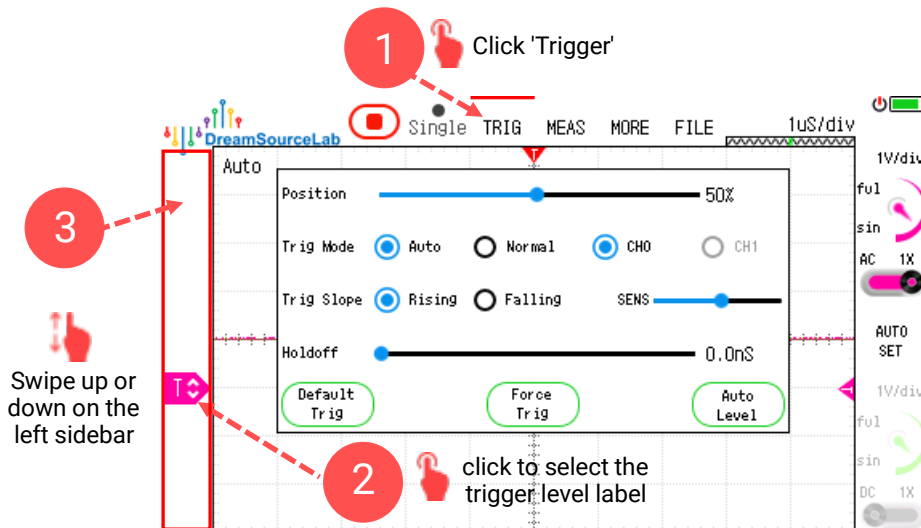 1
Click 'Trigger'
DreamSourceLab
Single TRIG MEAS MORE FILE 1uS/div
Auto
T
1V/div
Position 50%
ful
3
sin
Trig Mode Auto Normal CH0 CH1
AC 1X
Trig Slope Rising Falling SENS
AUTO
SET
Holdoff 0.0nS
Swipe up or
down on the
left sidebar
T
Default
Trig
Force
Trig
Auto
Level
1V/div
ful
2
click to select the
trigger level label
sin
DC 1X